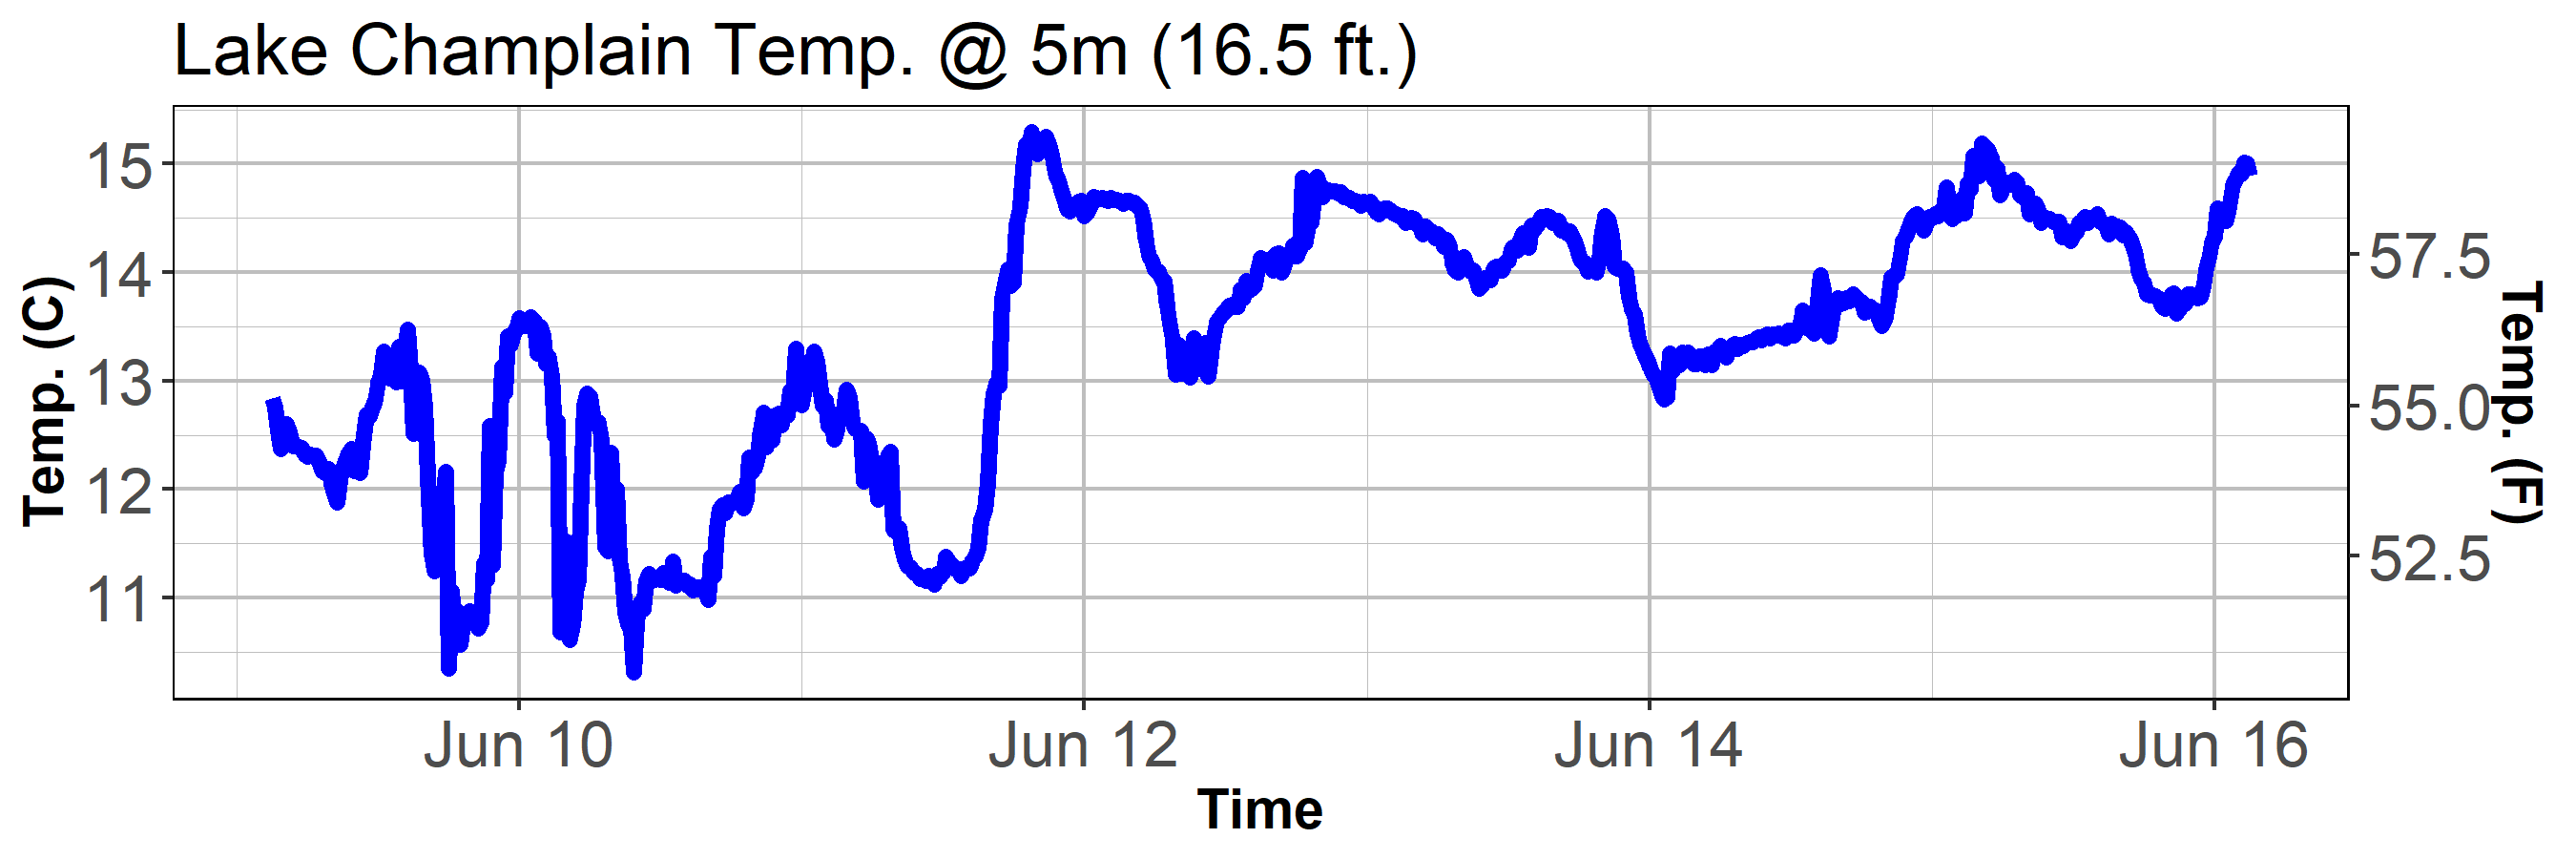 Lake Champlain Temp. @ 5m (16.5 ft.)
Temp. (C)
15
14
13
12
11
57.5
55.0
52.5
Temp. (F)
Jun 10
Jun 12
Jun 14
Jun 16
Time